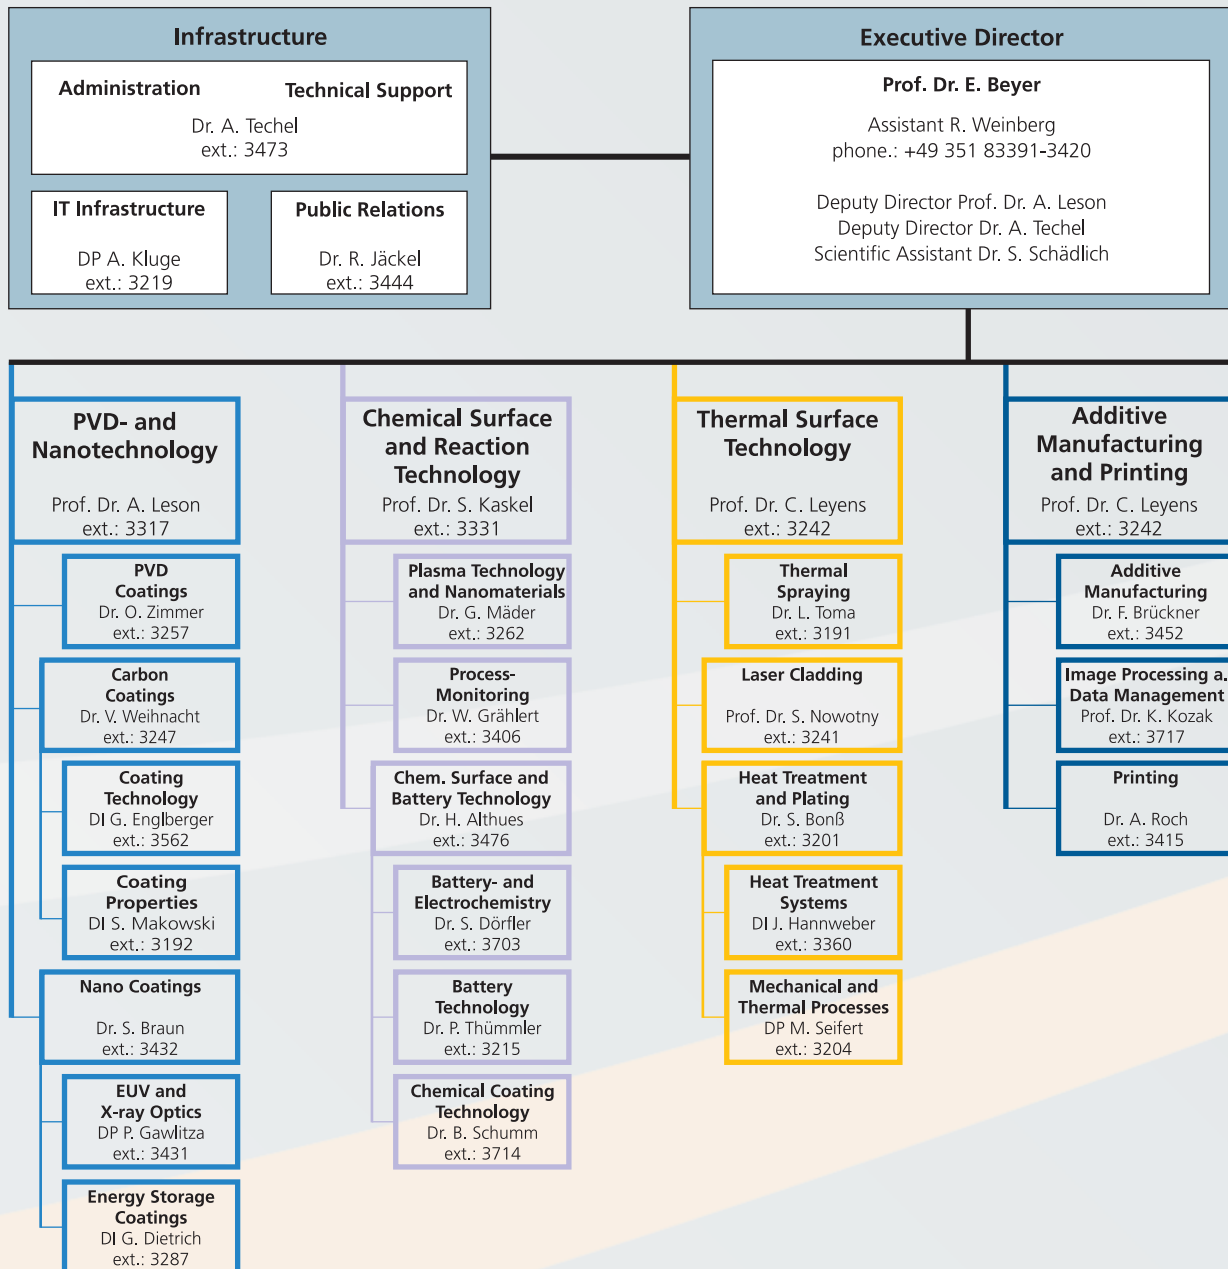 Infrastructure
Administration
Technical Support
Dr. A. Techel
ext.: 3473
IT Infrastructure
DP A. Kluge
ext.: 3219
Public Relations
Dr. R. Jäckel
ext.: 3444
Executive Director
Prof. Dr. E. Beyer
Assistant R. Weinberg
phone.: +49 351 83391-3420
Deputy Director Prof. Dr. A. Leson
Deputy Director Dr. A. Techel
Scientific Assistant Dr. S. Schädlich
PVD- and
Nanotechnology
Prof. Dr. A. Leson
ext.: 3317
PVD
Coatings
Dr. O. Zimmer
ext.: 3257
Carbon
Coatings
Dr. V. Weihnacht
ext.: 3247
Coating
Technology
DI G. Englberger
ext.: 3562
Coating
Properties
DI S. Makowski
ext.: 3192
Nano Coatings
Dr. S. Braun
ext.: 3432
EUV and
X-ray Optics
DP P. Gawlitza
ext.: 3431
Energy Storage
Coatings
DI G. Dietrich
ext.: 3287
Chemical Surface
and Reaction
Technology
Prof. Dr. S. Kaskel
ext.: 3331
Plasma Technology
and Nanomaterials
Dr. G. Mäder
ext.: 3262
Process-
Monitoring
Dr. W. Grählert
ext.: 3406
Chem. Surface and
Battery Technology
Dr. H. Althues
ext.: 3476
Battery- and
Electrochemistry
Dr. S. Dörfler
ext.: 3703
Battery
Technology
Dr. P. Thümmler
ext.: 3215
Chemical Coating
Technology
Dr. B. Schumm
ext.: 3714
Thermal Surface
Technology
Prof. Dr. C. Leyens
ext.: 3242
Thermal
Spraying
Dr. L. Toma
ext.: 3191
Laser Cladding
Prof. Dr. S. Nowotny
ext.: 3241
Heat Treatment
and Plating
Dr. S. Bonß
ext.: 3201
Heat Treatment
Systems
DI J. Hannweber
ext.: 3360
Mechanical and
Thermal Processes
DP M. Seifert
ext.: 3204
Additive
Manufacturing
and Printing
Prof. Dr. C. Leyens
ext.: 3242
Additive
Manufacturing
Dr. F. Brückner
ext.: 3452
Image Processing a.
Data Management
Prof. Dr. K. Kozak
ext.: 3717
Printing
Dr. A. Roch
ext.: 3415